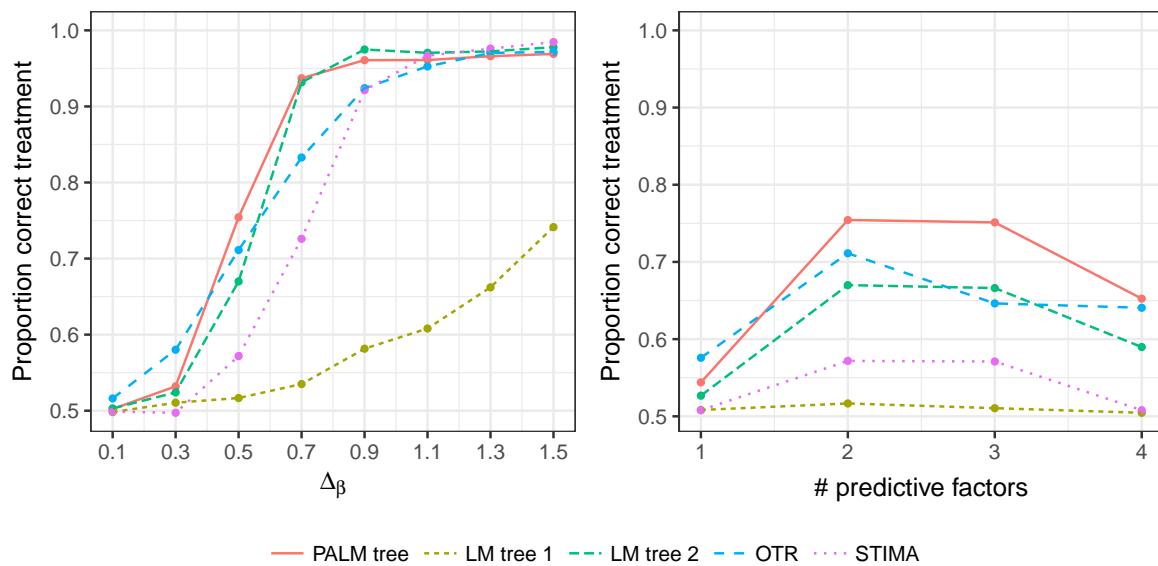 1.0
0.9
0.8
0.7
0.6
0.5
Proportion correct treatment
0.1 0.3 0.5 0.7 0.9 1.1 1.3 1.5
Δβ
1.0
0.9
0.8
0.7
0.6
0.5
Proportion correct treatment
1 2 3 4
# predictive factors
PALM tree LM tree 1 LM tree 2 OTR STIMA